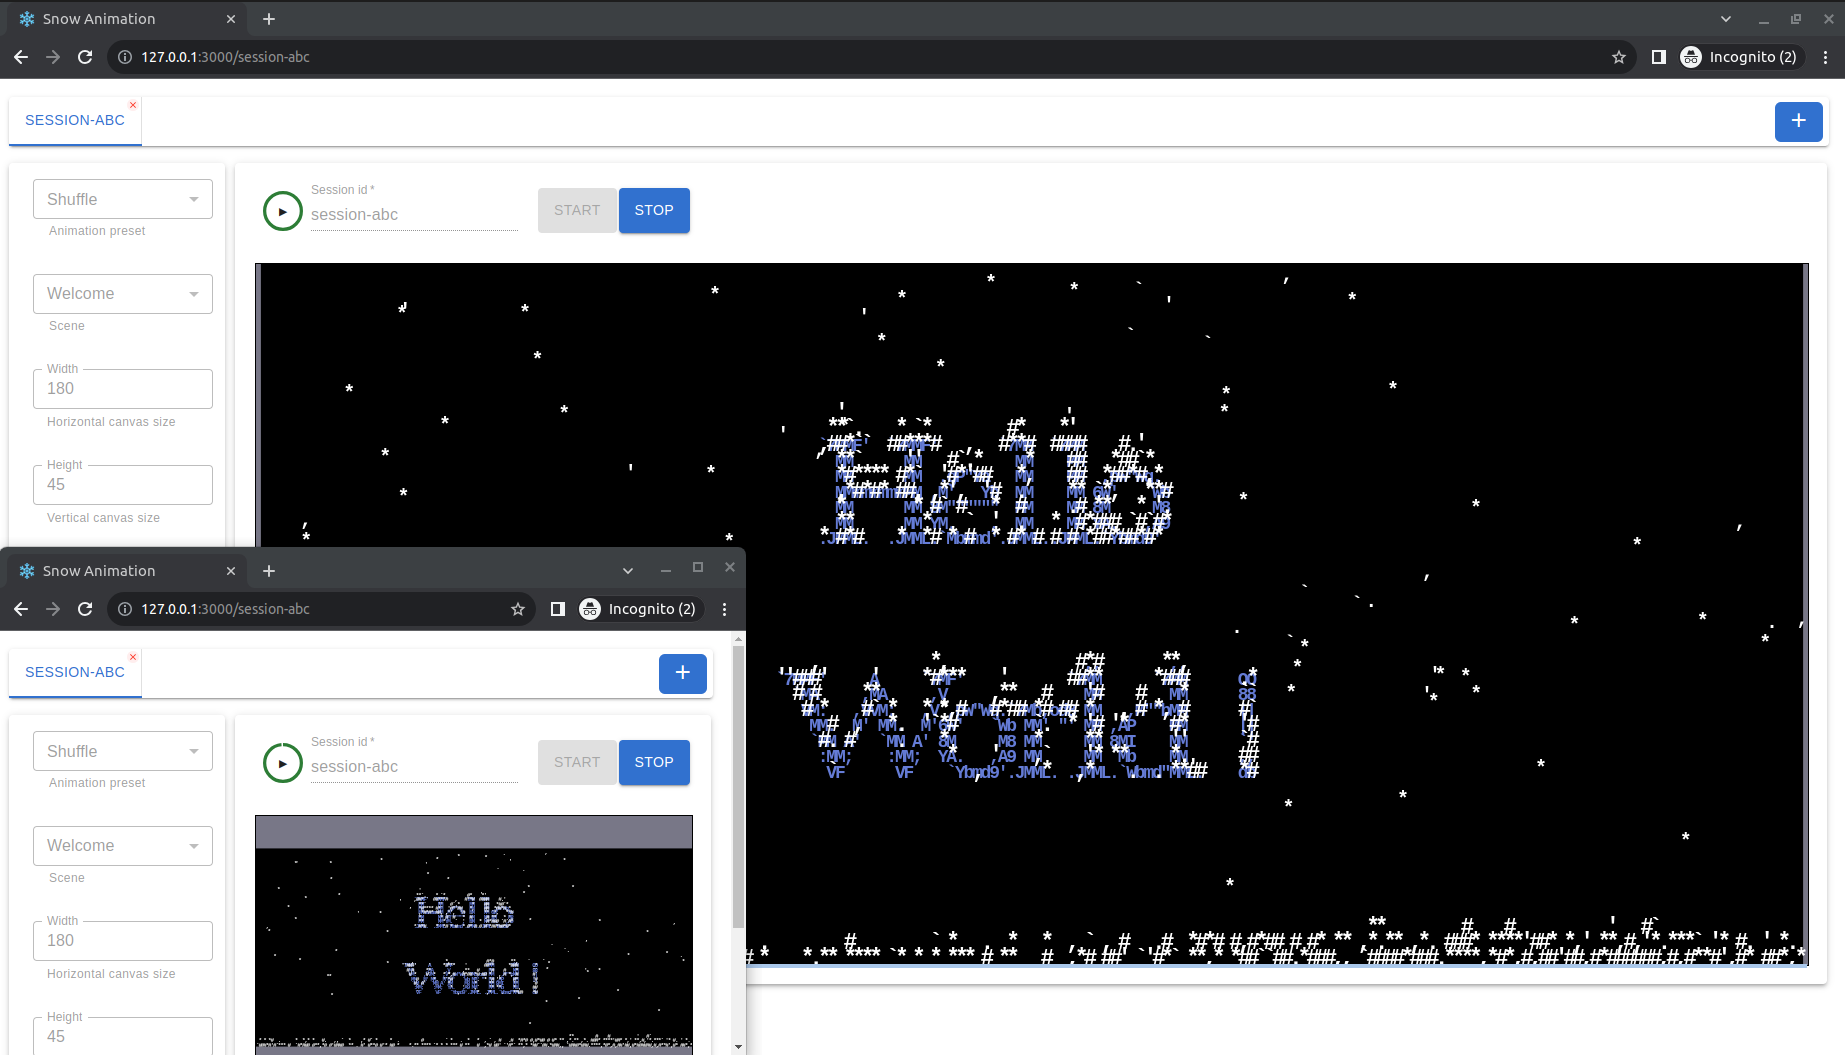 Snow Animation
127.0.0.1:3000/session-abc
Incognito (2)
SESSION-ABC
+
Shuffle
Animation preset
Welcome
Scene
Width
180
Horizontal canvas size
Height
45
Vertical canvas size
Session id *
session-abc
START
STOP
Hello
World!
Snow Animation
127.0.0.1:3000/session-abc
Incognito (2)
SESSION-ABC
+
Shuffle
Animation preset
Welcome
Scene
Width
180
Horizontal canvas size
Height
45
Session id *
session-abc
START
STOP
Hello
World!